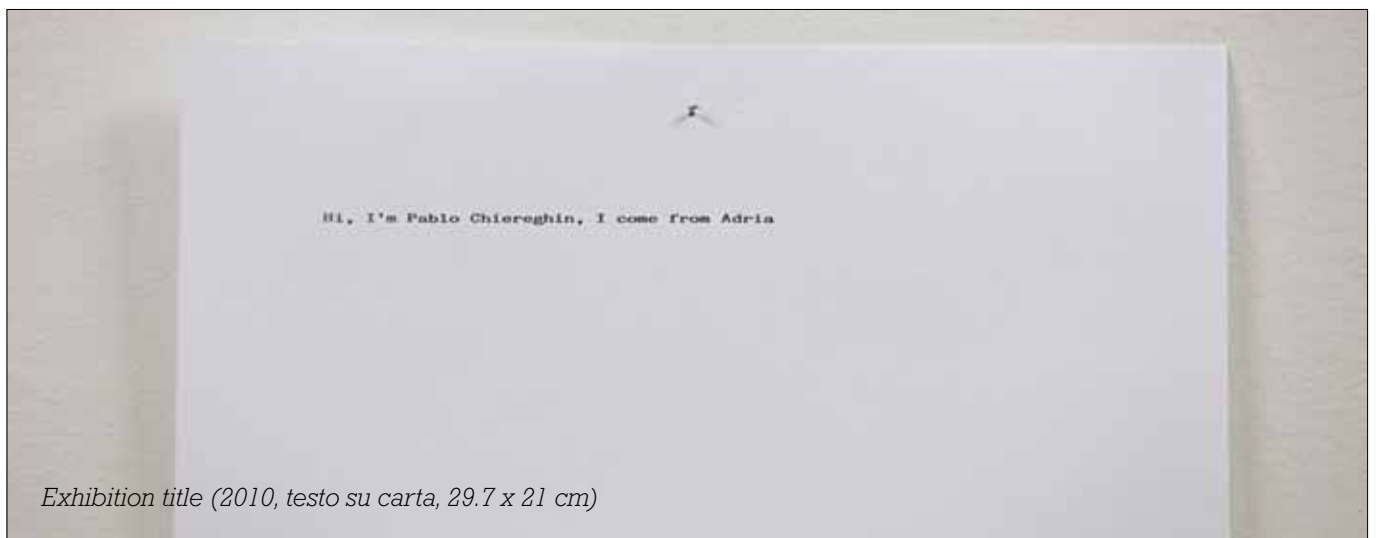 Hi, I'm Pablo Chiereghin, I come from Adria
Exhibition title (2010, testo su carta, 29.7 x 21 cm)